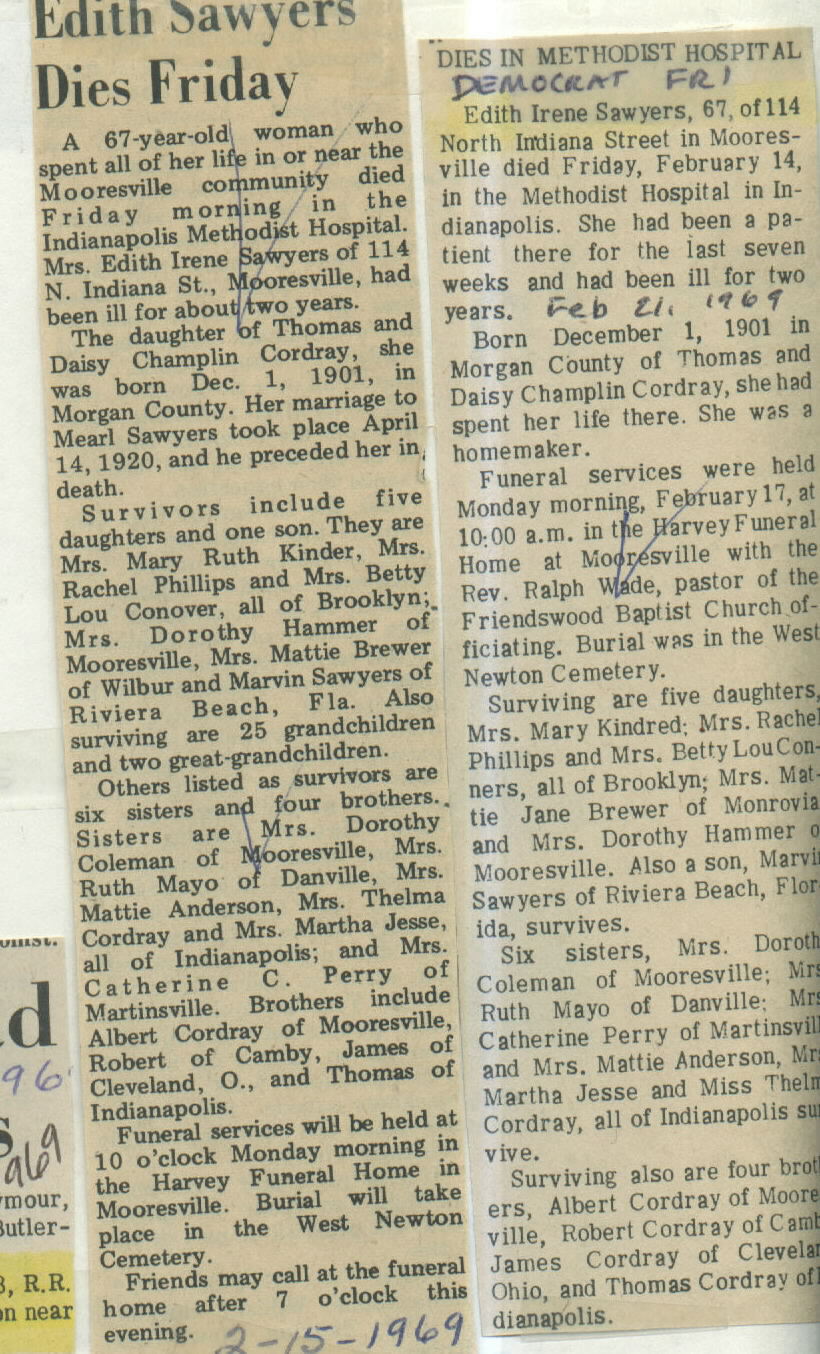 Edith Sawyers
Dies Friday
A 67-year-old woman who
spent all of her life in or near the
Mooresville community died
Friday morning in the
Indianapolis Methodist Hospital.
Mrs. Edith Irene Sawyers of 114
N. Indiana St., Mooresville, had
been ill for about two years.
The daughter of Thomas and
Daisy Champlin Cordray, she
was born Dec. 1, 1901, in
Morgan County. Her marriage to
Mearl Sawyers took place April
14, 1920, and he preceded her in
death.
Survivors include five
daughters and one son. They are
Mrs. Mary Ruth Kinder, Mrs.
Rachel Phillips and Mrs. Betty
Lou Conover, all of Brooklyn;
Mrs. Dorothy Hammer of
Mooresville, Mrs. Mattie Brewer
of Wilbur and Marvin Sawyers of
Riviera Beach, Fla. Also
surviving are 25 grandchildren
and two great-grandchildren.
Others listed as survivors are
six sisters and four brothers.
Sisters are Mrs. Dorothy
Coleman of Mooresville, Mrs.
Ruth Mayo of Danville, Mrs.
Mattie Anderson, Mrs. Thelma
Cordray and Mrs. Martha Jesse,
all of Indianapolis; and Mrs.
Catherine C. Perry of
Martinsville. Brothers include
Albert Cordray of Mooresville,
Robert of Camby, James of
Cleveland, O., and Thomas of
Indianapolis.
Funeral services will be held at
10 o'clock Monday morning in
the Harvey Funeral Home in
Mooresville. Burial will take
place in the West Newton
Cemetery.
Friends may call at the funeral
home after 7 o'clock this
evening.
2-15-1969
DIES IN METHODIST HOSPITAL
DEMOCRAT FRI
Edith Irene Sawyers, 67, of 114
North Indiana Street in Moores-
ville died Friday, February 14,
in the Methodist Hospital in In-
dianapolis. She had been a pa-
tient there for the last seven
weeks and had been ill for two
years. Feb 21, 1969
Born December 1, 1901 in
Morgan County of Thomas and
Daisy Champlin Cordray, she had
spent her life there. She was a
homemaker.
Funeral services were held
Monday morning, February 17, at
10:00 a.m. in the Harvey Funeral
Home at Mooresville with the
Rev. Ralph Wade, pastor of the
Friendswood Baptist Church of-
ficiating. Burial was in the West
Newton Cemetery.
Surviving are five daughters,
Mrs. Mary Kindred; Mrs. Rachel
Phillips and Mrs. Betty Lou Con-
ners, all of Brooklyn; Mrs. Mat-
tie Jane Brewer of Monrovia
and Mrs. Dorothy Hammer o
Mooresville. Also a son, Marvi
Sawyers of Riviera Beach, Flor
ida, survives.
Six sisters, Mrs. Doroth
Coleman of Mooresville; Mrs
Ruth Mayo of Danville; Mrs
Catherine Perry of Martinsvill
and Mrs. Mattie Anderson, Mr
Martha Jesse and Miss Thelm
Cordray, all of Indianapolis su
vive.
Surviving also are four brot
ers, Albert Cordray of Moore
ville, Robert Cordray of Camb
James Cordray of Clevelan
Ohio, and Thomas Cordray of
dianapolis.
d
96
s
969
ymour,
Butler-
3, R.R.
on near